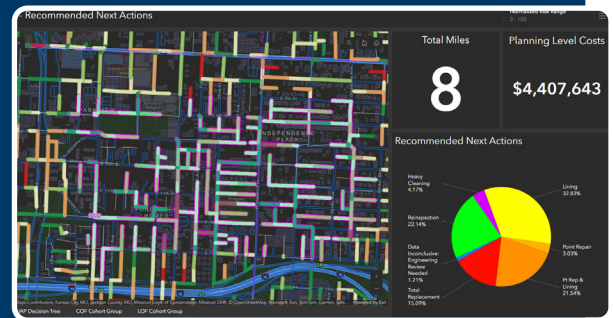 Recommended Next Actions
Normalized Risk Range
0 - 100
Total Miles
8
Planning Level Costs
$4,407,643
INDEPENDENCE
PLAZA
HOMES
Recommended Next Actions
Heavy
Cleaning
4.17%
Lining
32.83%
Reinspection
22.14%
Point Repair
3.03%
Data
Inconclusive:
Engineering
Review
Needed
1.21%
Pt Rep &
Lining
21.54%
Total
Replacement
15.09%
Powered by Esri
COF Cohort Group
LOF Cohort Group